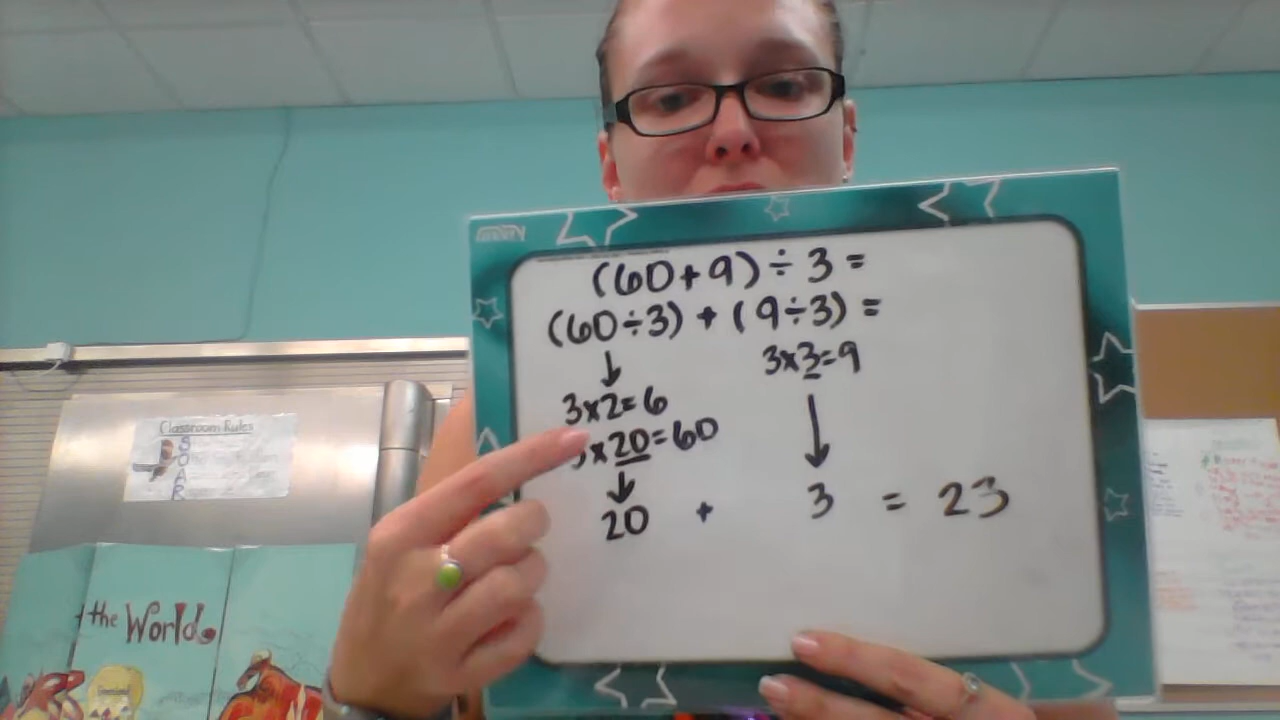 (60+9) ÷ 3 =
(60÷3) + (9÷3) =
3x3=9
3x2=6
x 20=60
20 + 3 = 23
Classroom Rules
S
O
A
R
the World